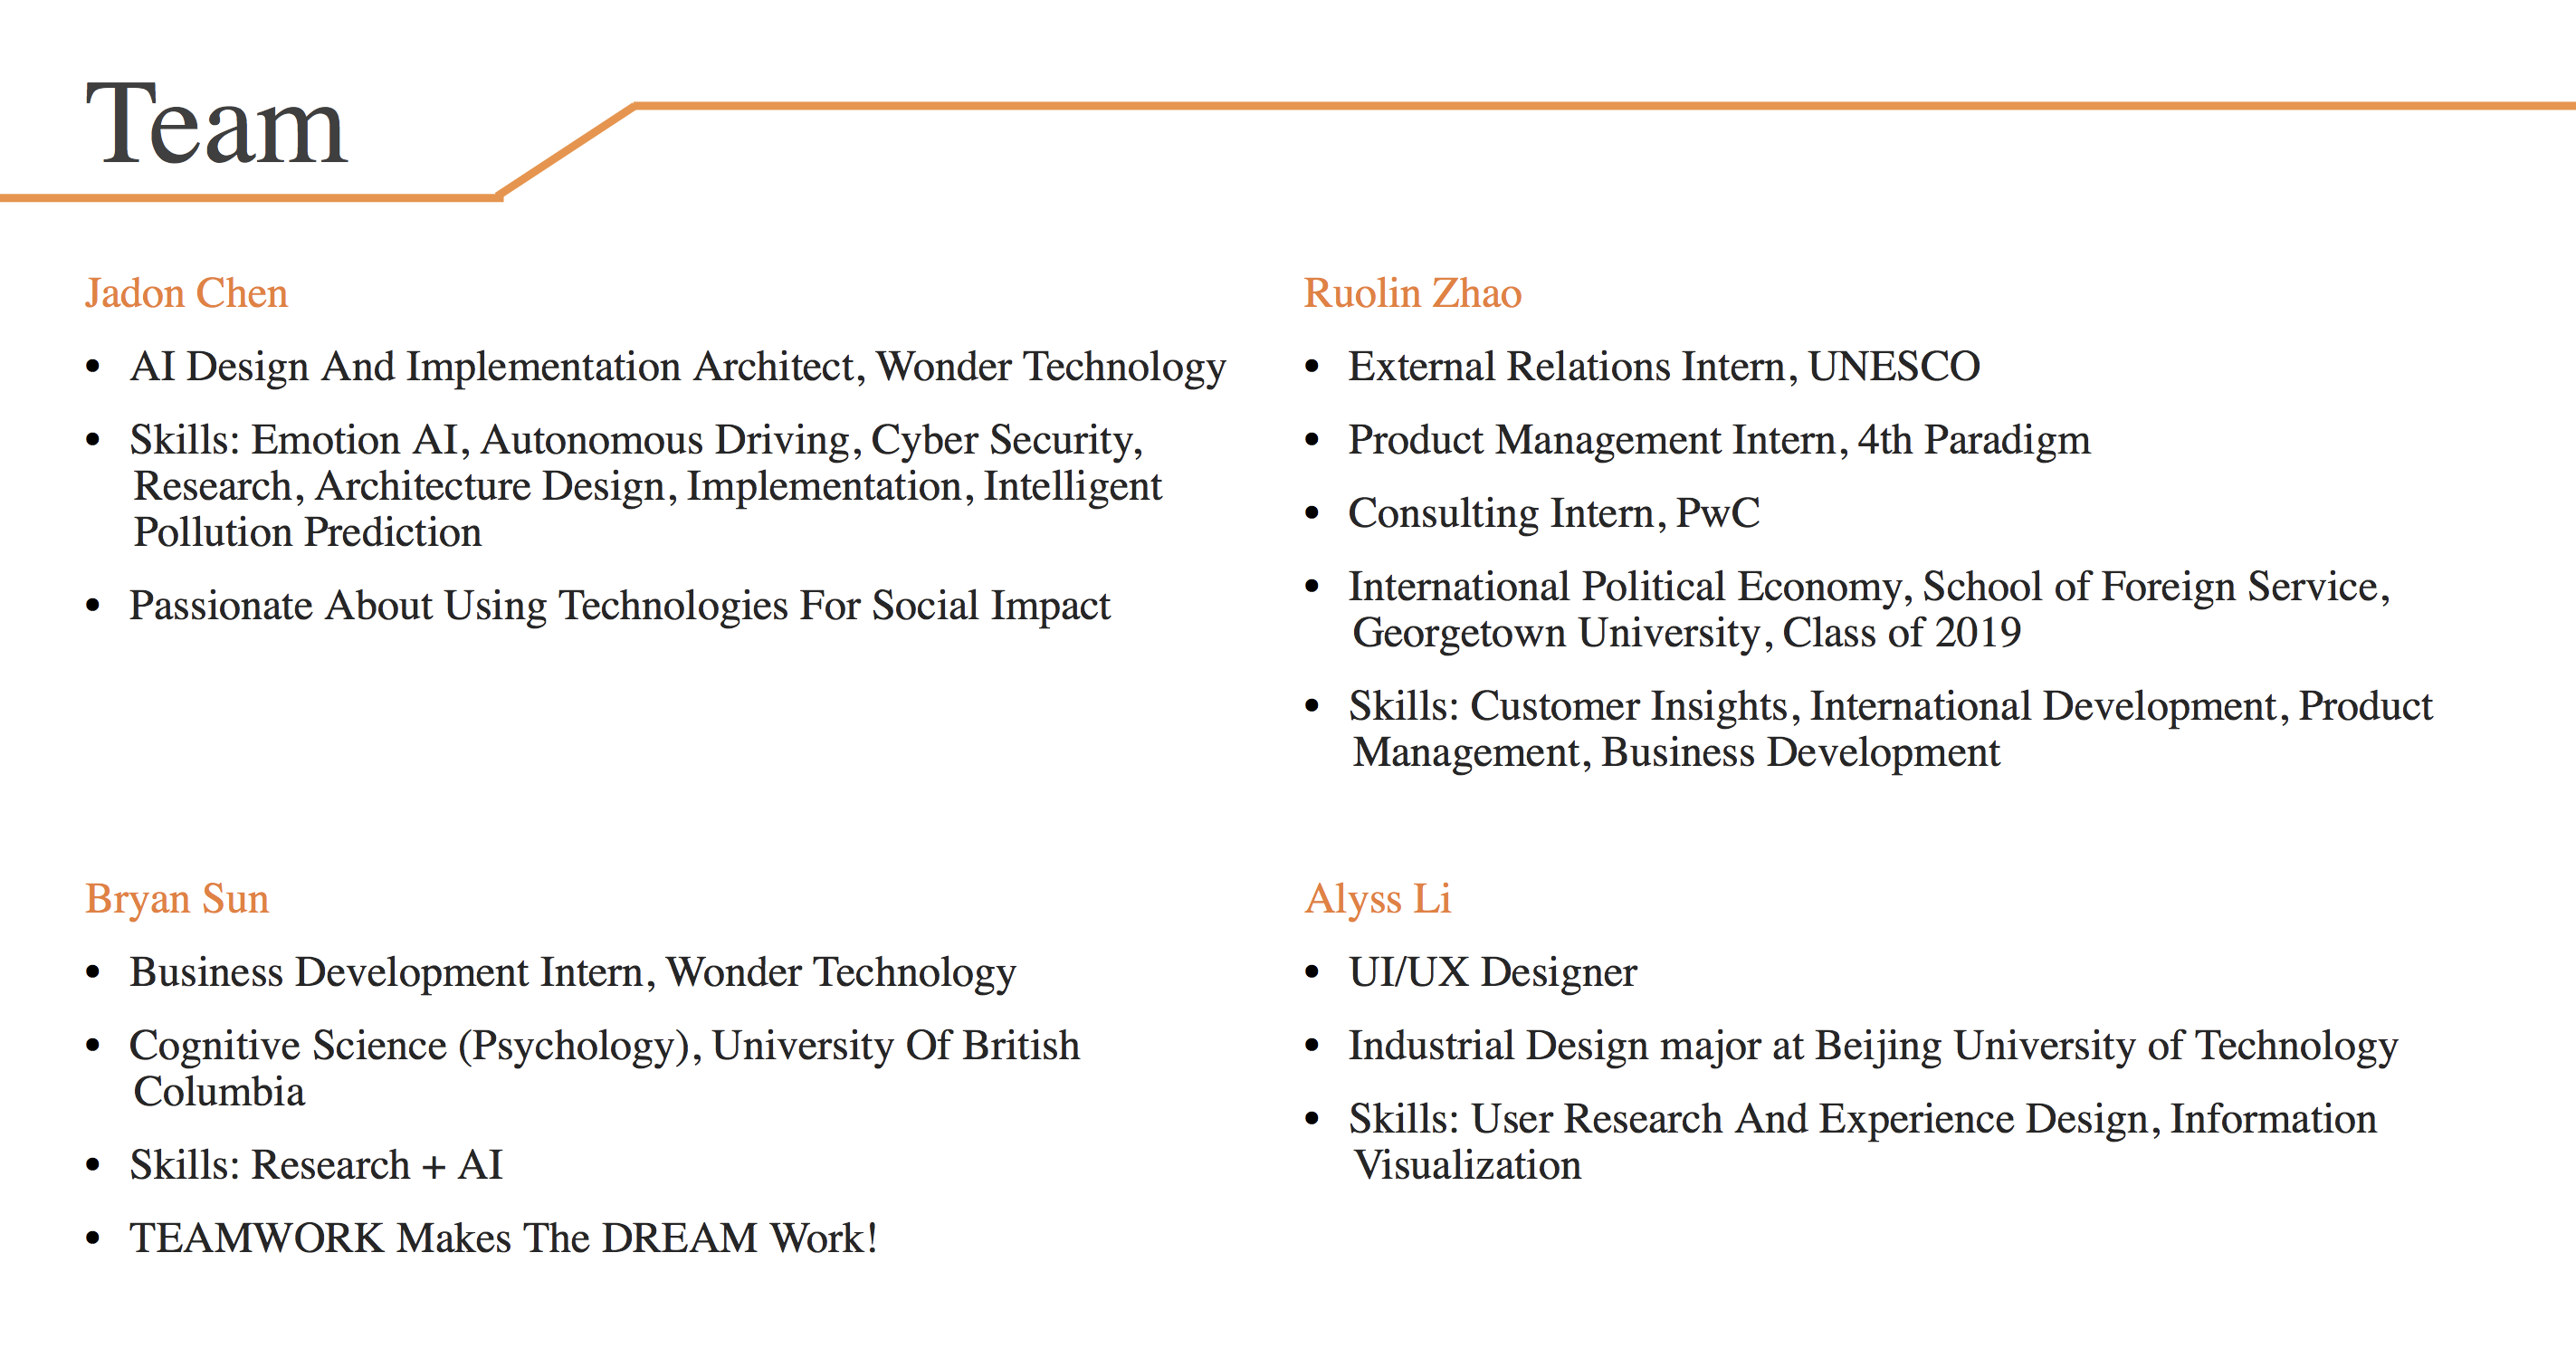 Team
Jadon Chen
• AI Design And Implementation Architect, Wonder Technology
• Skills: Emotion AI, Autonomous Driving, Cyber Security,
Research, Architecture Design, Implementation, Intelligent
Pollution Prediction
• Passionate About Using Technologies For Social Impact
Ruolin Zhao
• External Relations Intern, UNESCO
• Product Management Intern, 4th Paradigm
• Consulting Intern, PwC
• International Political Economy, School of Foreign Service,
Georgetown University, Class of 2019
• Skills: Customer Insights, International Development, Product
Management, Business Development
Bryan Sun
• Business Development Intern, Wonder Technology
• Cognitive Science (Psychology), University Of British
Columbia
• Skills: Research + AI
• TEAMWORK Makes The DREAM Work!
Alyss Li
• UI/UX Designer
• Industrial Design major at Beijing University of Technology
• Skills: User Research And Experience Design, Information
Visualization